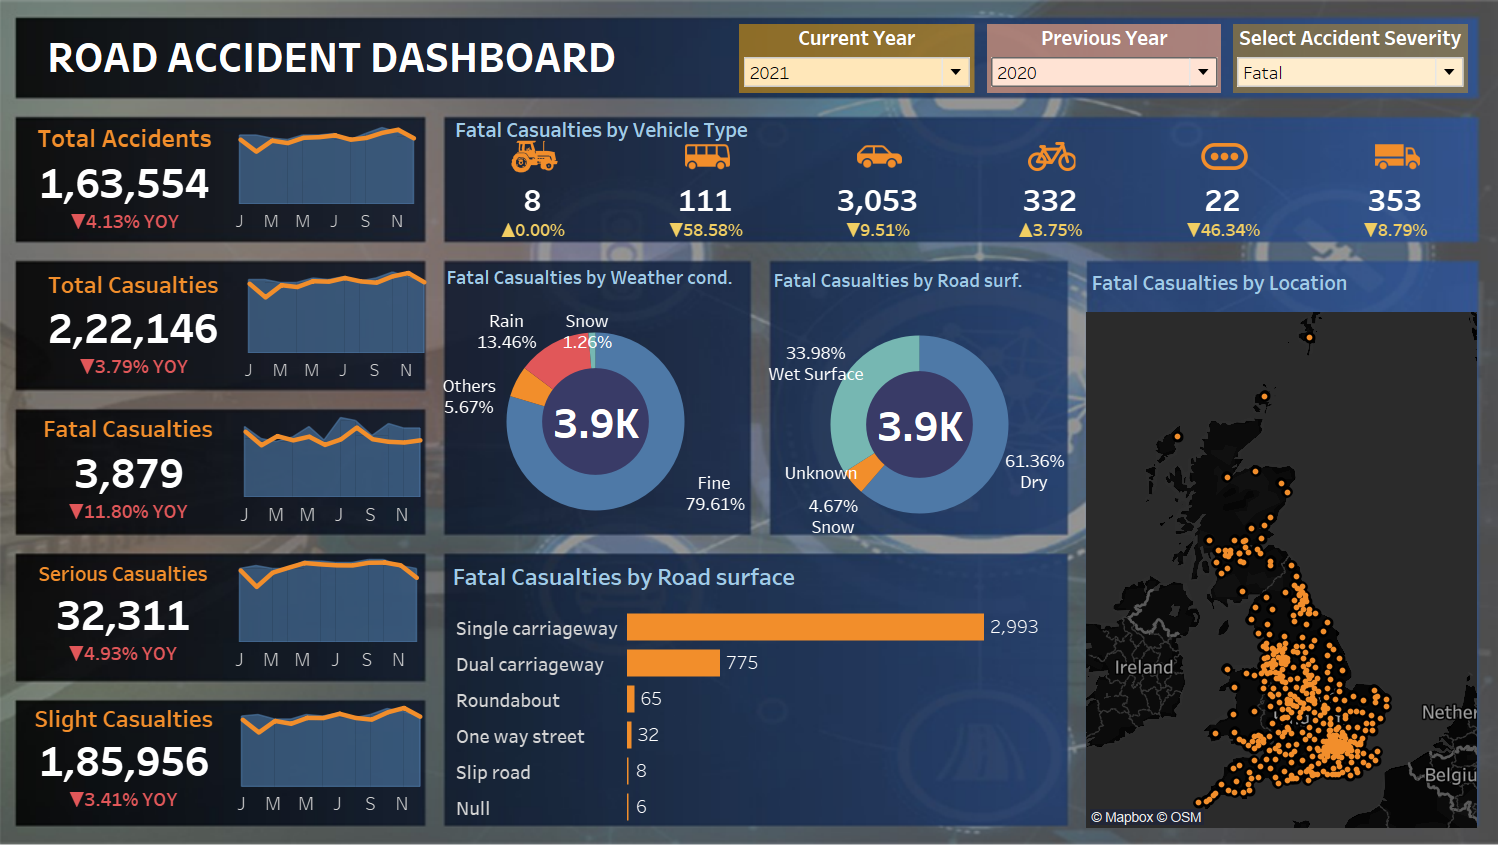 ROAD ACCIDENT DASHBOARD
Current Year
2021
Previous Year
2020
Select Accident Severity
Fatal
Total Accidents
1,63,554
▼4.13% YOY
J M M J S N
Total Casualties
2,22,146
▼3.79% YOY
J M M J S N
Fatal Casualties
3,879
▼11.80% YOY
J M M J S N
Serious Casualties
32,311
▼4.93% YOY
J M M J S N
Slight Casualties
1,85,956
▼3.41% YOY
J M M J S N
Fatal Casualties by Vehicle Type
8 111 3,053 332 22 353
▲0.00% ▼58.58% ▼9.51% ▲3.75% ▼46.34% ▼8.79%
Fatal Casualties by Weather cond.
Rain
13.46%
Snow
1.26%
Others
5.67%
3.9K
Fine
79.61%
Fatal Casualties by Road surf.
33.98%
Wet Surface
3.9K
61.36%
Dry
Unknown
4.67%
Snow
Fatal Casualties by Road surface
Single carriageway 2,993
Dual carriageway 775
Roundabout 65
One way street 32
Slip road 8
Null 6
Fatal Casualties by Location
Ireland
Nether
Belgiu
© Mapbox © OSM